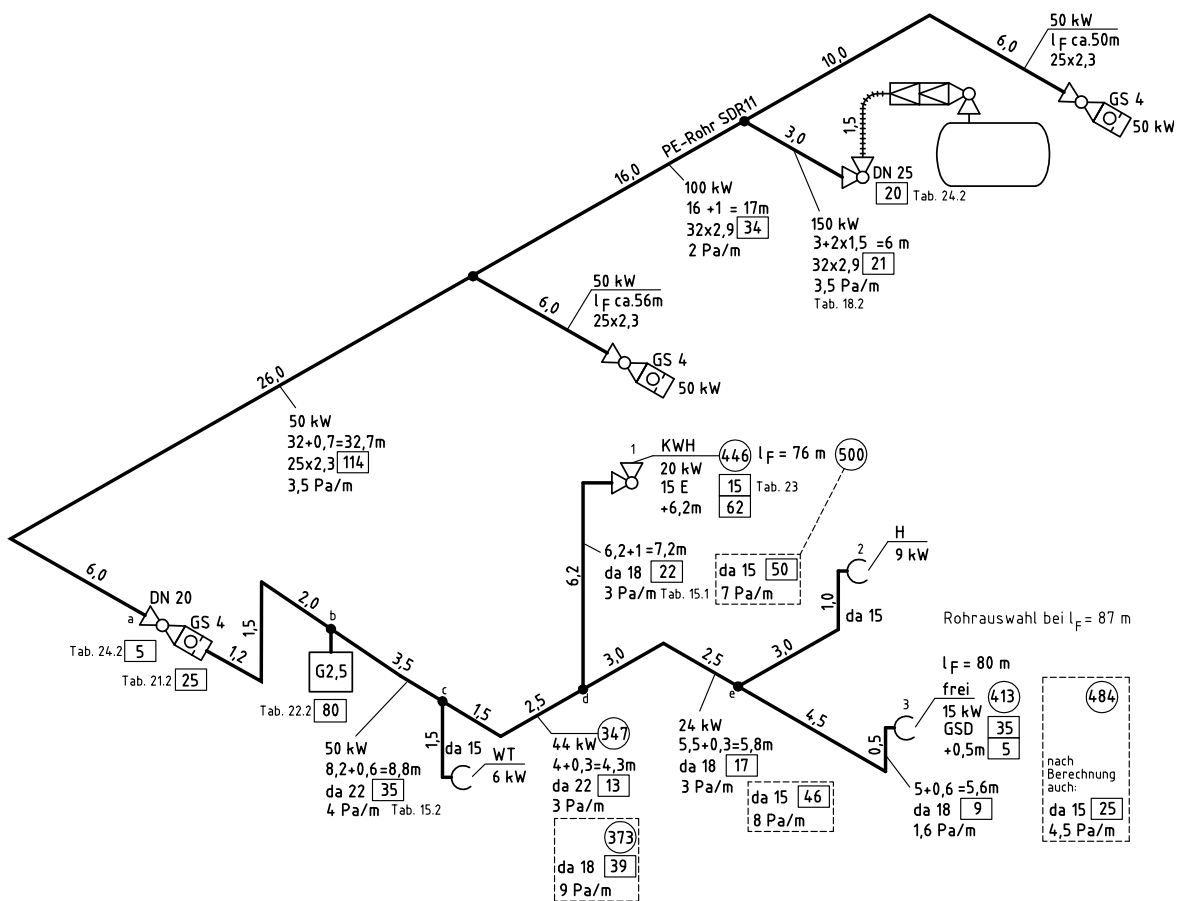 50 kW
lF ca.50m
25x2,3
6,0
10,0
GS 4
50 kW
PE-Rohr SDR11
1,5
3,0
16,0
DN 25
20 Tab. 24.2
100 kW
16 +1 = 17m
32x2,9 34
2 Pa/m
150 kW
3+2x1,5 =6 m
32x2,9 21
3,5 Pa/m
Tab. 18.2
50 kW
lF ca.56m
25x2,3
6,0
GS 4
50 kW
26,0
50 kW
32+0,7=32,7m
25x2,3 114
3,5 Pa/m
1 KWH 446 lF = 76 m 500
20 kW
15 E 15 Tab. 23
+6,2m 62
6,2+1 =7,2m
da 18 22
3 Pa/m Tab. 15.1
da 15 50
7 Pa/m
6,2
H
2
9 kW
1,0
da 15
3,0
Rohrauswahl bei lF = 87 m
6,0
DN 20
a
GS 4
Tab. 24.2 5
Tab. 21.2 25
1,2
1,5
2,0
b
G2,5
Tab. 22.2 80
3,5
c
50 kW
8,2+0,6=8,8m
da 22 35
4 Pa/m Tab. 15.2
1,5
1,5
da 15
WT
6 kW
2,5
d
44 kW 347
4+0,3=4,3m
da 22 13
3 Pa/m
373
da 18 39
9 Pa/m
3,0
2,5
e
24 kW
5,5+0,3=5,8m
da 18 17
3 Pa/m
da 15 46
8 Pa/m
4,5
0,5
3
lF = 80 m
frei 413
15 kW
GSD 35
+0,5m 5
5+0,6 =5,6m
da 18 9
1,6 Pa/m
484
nach
Berechnung
auch:
da 15 25
4,5 Pa/m